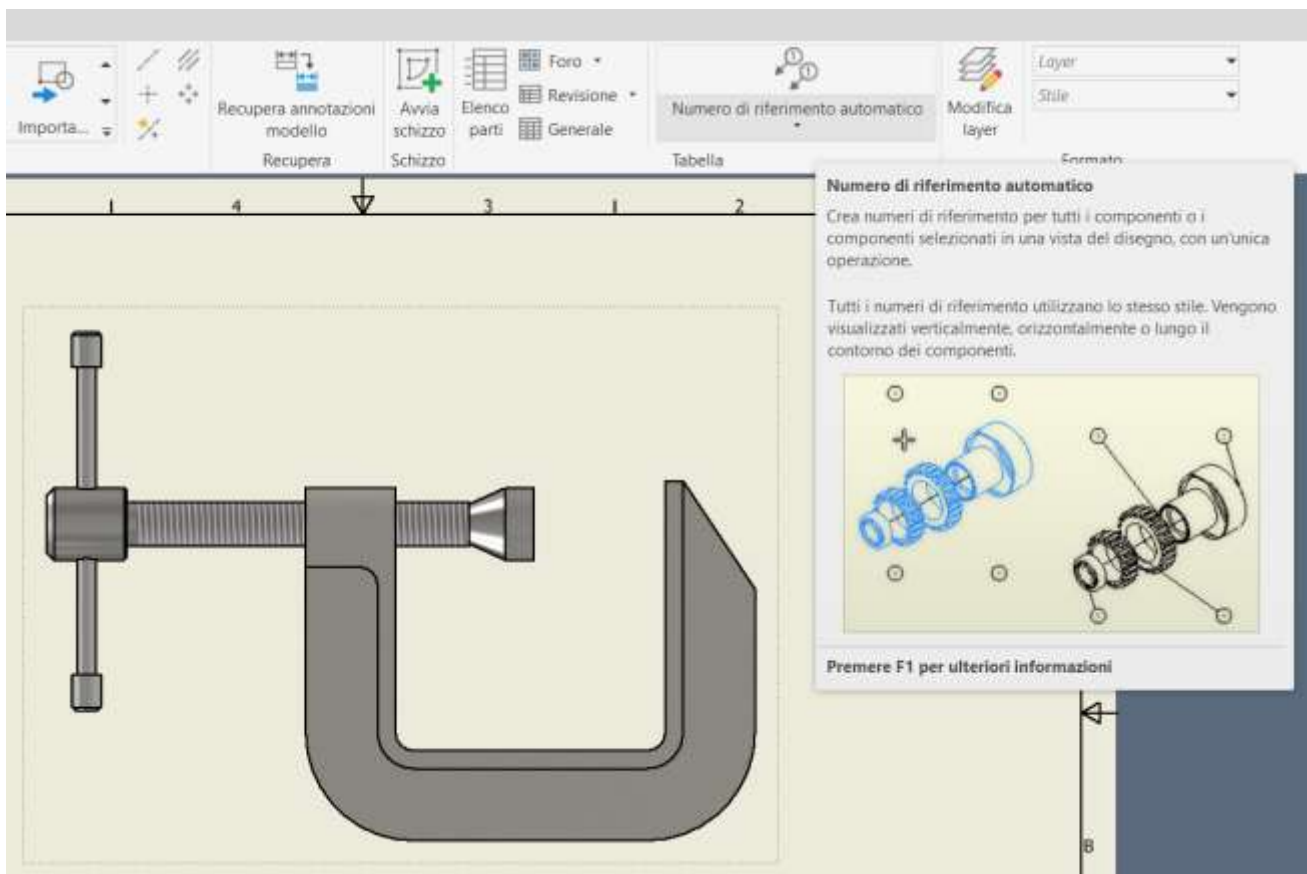 Importa...
Recupera annotazioni
modello
Recupera
Avvia
schizzo
Schizzo
Elenco
parti
Foro
Revisione
Generale
Numero di riferimento automatico
Tabella
Modifica
layer
Layer
Stile
Formato
4
3
2
Numero di riferimento automatico
Crea numeri di riferimento per tutti i componenti o i
componenti selezionati in una vista del disegno, con un'unica
operazione.
Tutti i numeri di riferimento utilizzano lo stesso stile. Vengono
visualizzati verticalmente, orizzontalmente o lungo il
contorno dei componenti.
Premere F1 per ulteriori informazioni
B